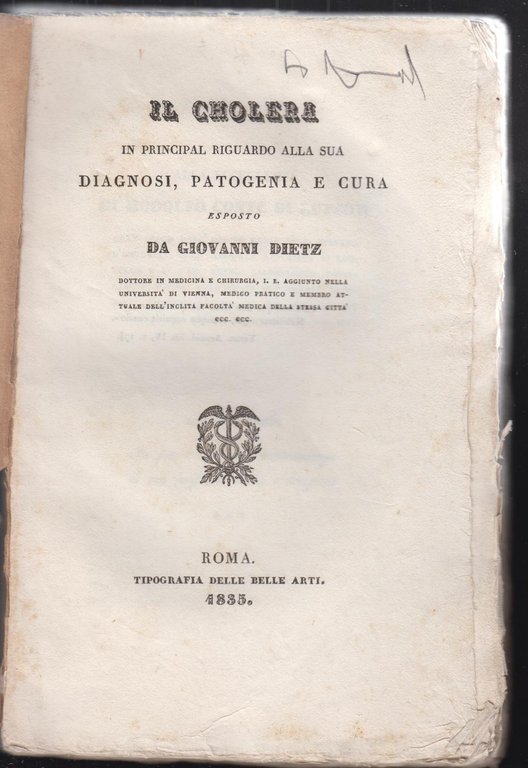 IL CHOLERA
IN PRINCIPAL RIGUARDO ALLA SUA
DIAGNOSI, PATOGENIA E CURA
ESPOSTO
DA GIOVANNI DIETZ
DOTTORE IN MEDICINA E CHIRURGIA, I. R. AGGIUNTO NELLA
UNIVERSITA' DI VIENNA, MEDICO PRATICO E MEMBRO AT-
TUALE DELL'INCLITA FACOLTA' MEDICA DELLA STESSA CITTA'
ECC. ECC.
ROMA.
TIPOGRAFIA DELLE BELLE ARTI.
1835.